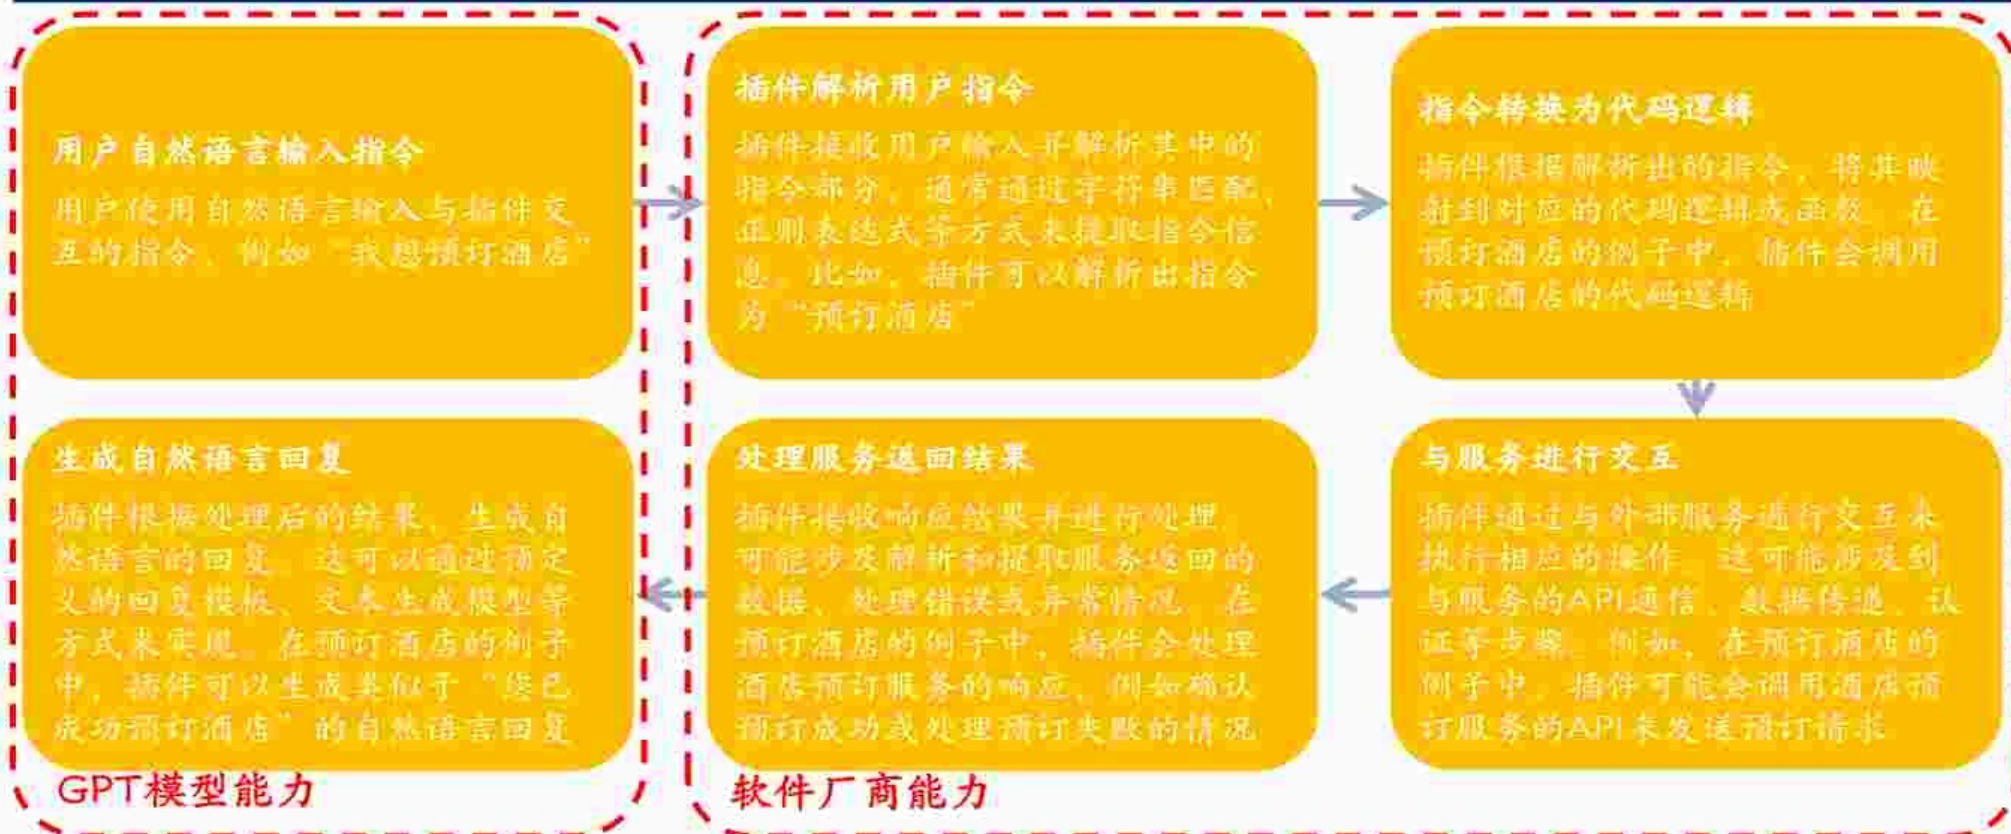 用户自然语言输入指令
用户使用自然语言输入与插件交
互的指令，例如“我想预订酒店”
插件解析用户指令
插件接收用户输入并解析其中的
指令部分，通常通过字符串匹配、
正则表达式等方式来提取指令信
息。比如，插件可以解析出指令
为“预订酒店”
指令转换为代码逻辑
插件根据解析出的指令，将其映
射到对应的代码逻辑或函数。在
预订酒店的例子中，插件会调用
预订酒店的代码逻辑
与服务进行交互
插件通过与外部服务进行交互来
执行相应的操作。这可能涉及到
与服务的API通信、数据传递、认
证等步骤。例如，在预订酒店的
例子中，插件可能会调用酒店预
订服务的API来发送预订请求
处理服务返回结果
插件接收响应结果并进行处理，
可能涉及解析和提取服务返回的
数据、处理错误或异常情况。在
预订酒店的例子中，插件会处理
酒店预订服务的响应，例如确认
预订成功或处理预订失败的情况
生成自然语言回复
插件根据处理后的结果，生成自
然语言的回复。这可以通过预定
义的回复模板、文本生成模型等
方式来实现。在预订酒店的例子
中，插件可以生成类似于“您已
成功预订酒店”的自然语言回复
GPT模型能力
软件厂商能力